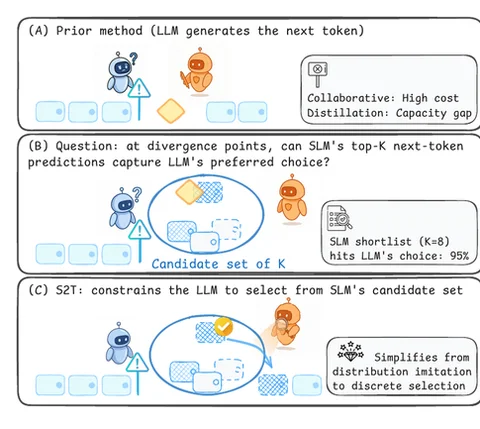 (A) Prior method (LLM generates the next token)
?
Collaborative: High cost
Distillation: Capacity gap
(B) Question: at divergence points, can SLM's top-K next-token
predictions capture LLM's preferred choice?
?
SLM shortlist (K=8)
hits LLM's choice: 95%
Candidate set of K
(C) S2T: constrains the LLM to select from SLM's candidate set
Simplifies from
distribution imitation
to discrete selection